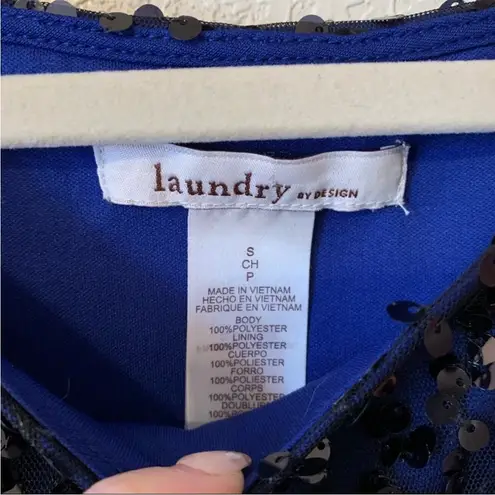 laundry BY DESIGN
S
CH
P
MADE IN VIETNAM
HECHO EN VIETNAM
FABRIQUE EN VIETNAM
BODY
100%POLYESTER
LINING
100%POLYESTER
CUERPO
100%POLIESTER
FORRO
100%POLIESTER
CORPS
100%POLYESTER